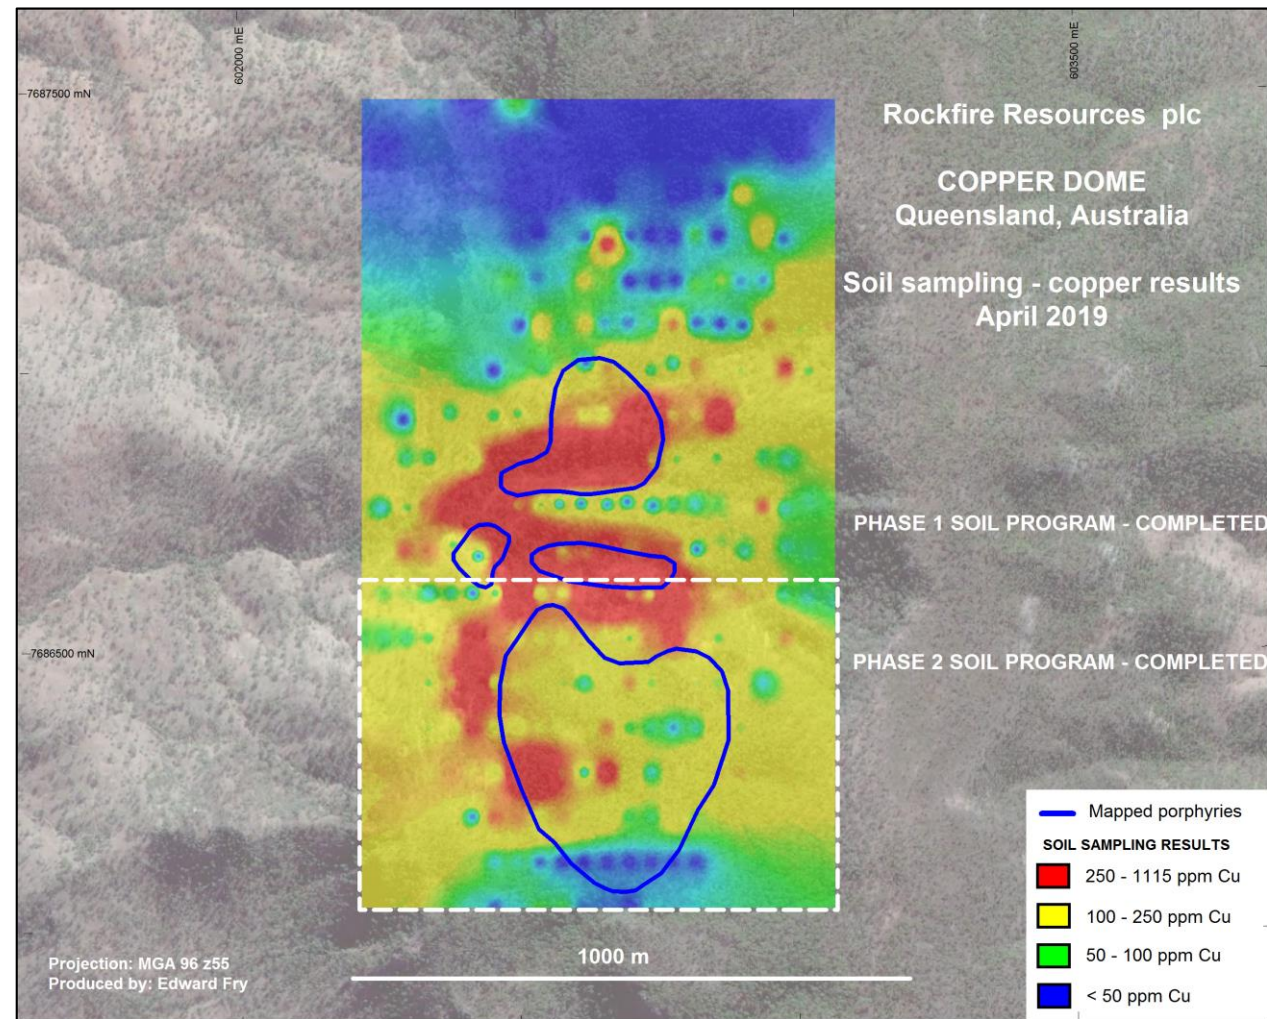 602000 mE
603500 mE
7687500 mN
Rockfire Resources plc
COPPER DOME
Queensland, Australia
Soil sampling - copper results
April 2019
PHASE 1 SOIL PROGRAM - COMPLETED
7686500 mN
PHASE 2 SOIL PROGRAM - COMPLETED
Mapped porphyries
SOIL SAMPLING RESULTS
250 - 1115 ppm Cu
100 - 250 ppm Cu
50 - 100 ppm Cu
< 50 ppm Cu
1000 m
Projection: MGA 96 z55
Produced by: Edward Fry